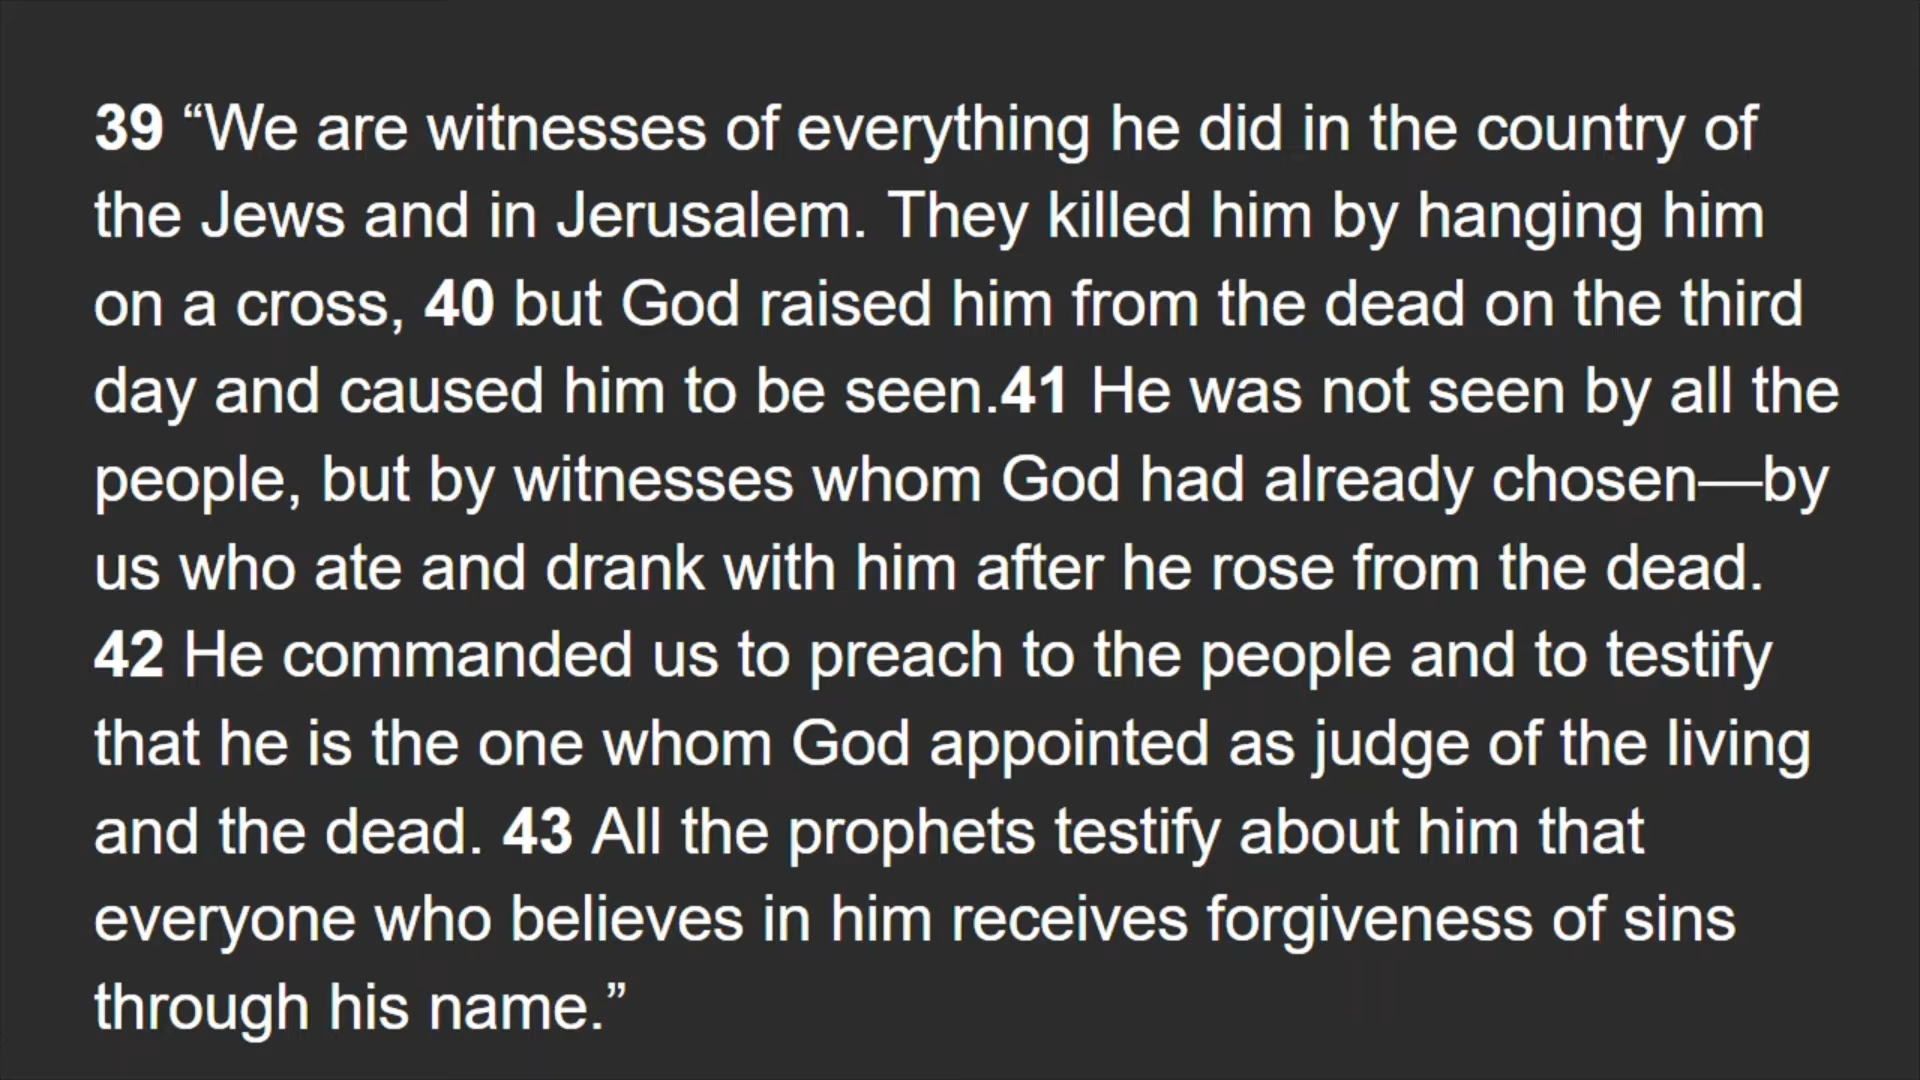 39 “We are witnesses of everything he did in the country of
the Jews and in Jerusalem. They killed him by hanging him
on a cross, 40 but God raised him from the dead on the third
day and caused him to be seen.41 He was not seen by all the
people, but by witnesses whom God had already chosen—by
us who ate and drank with him after he rose from the dead.
42 He commanded us to preach to the people and to testify
that he is the one whom God appointed as judge of the living
and the dead. 43 All the prophets testify about him that
everyone who believes in him receives forgiveness of sins
through his name.”